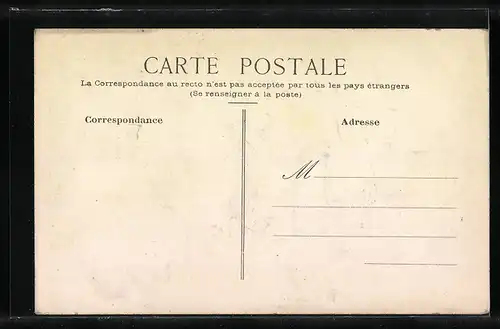 CARTE POSTALE
La Correspondance au recto n'est pas acceptée par tous les pays étrangers
(Se renseigner à la poste)
Correspondance
Adresse
M